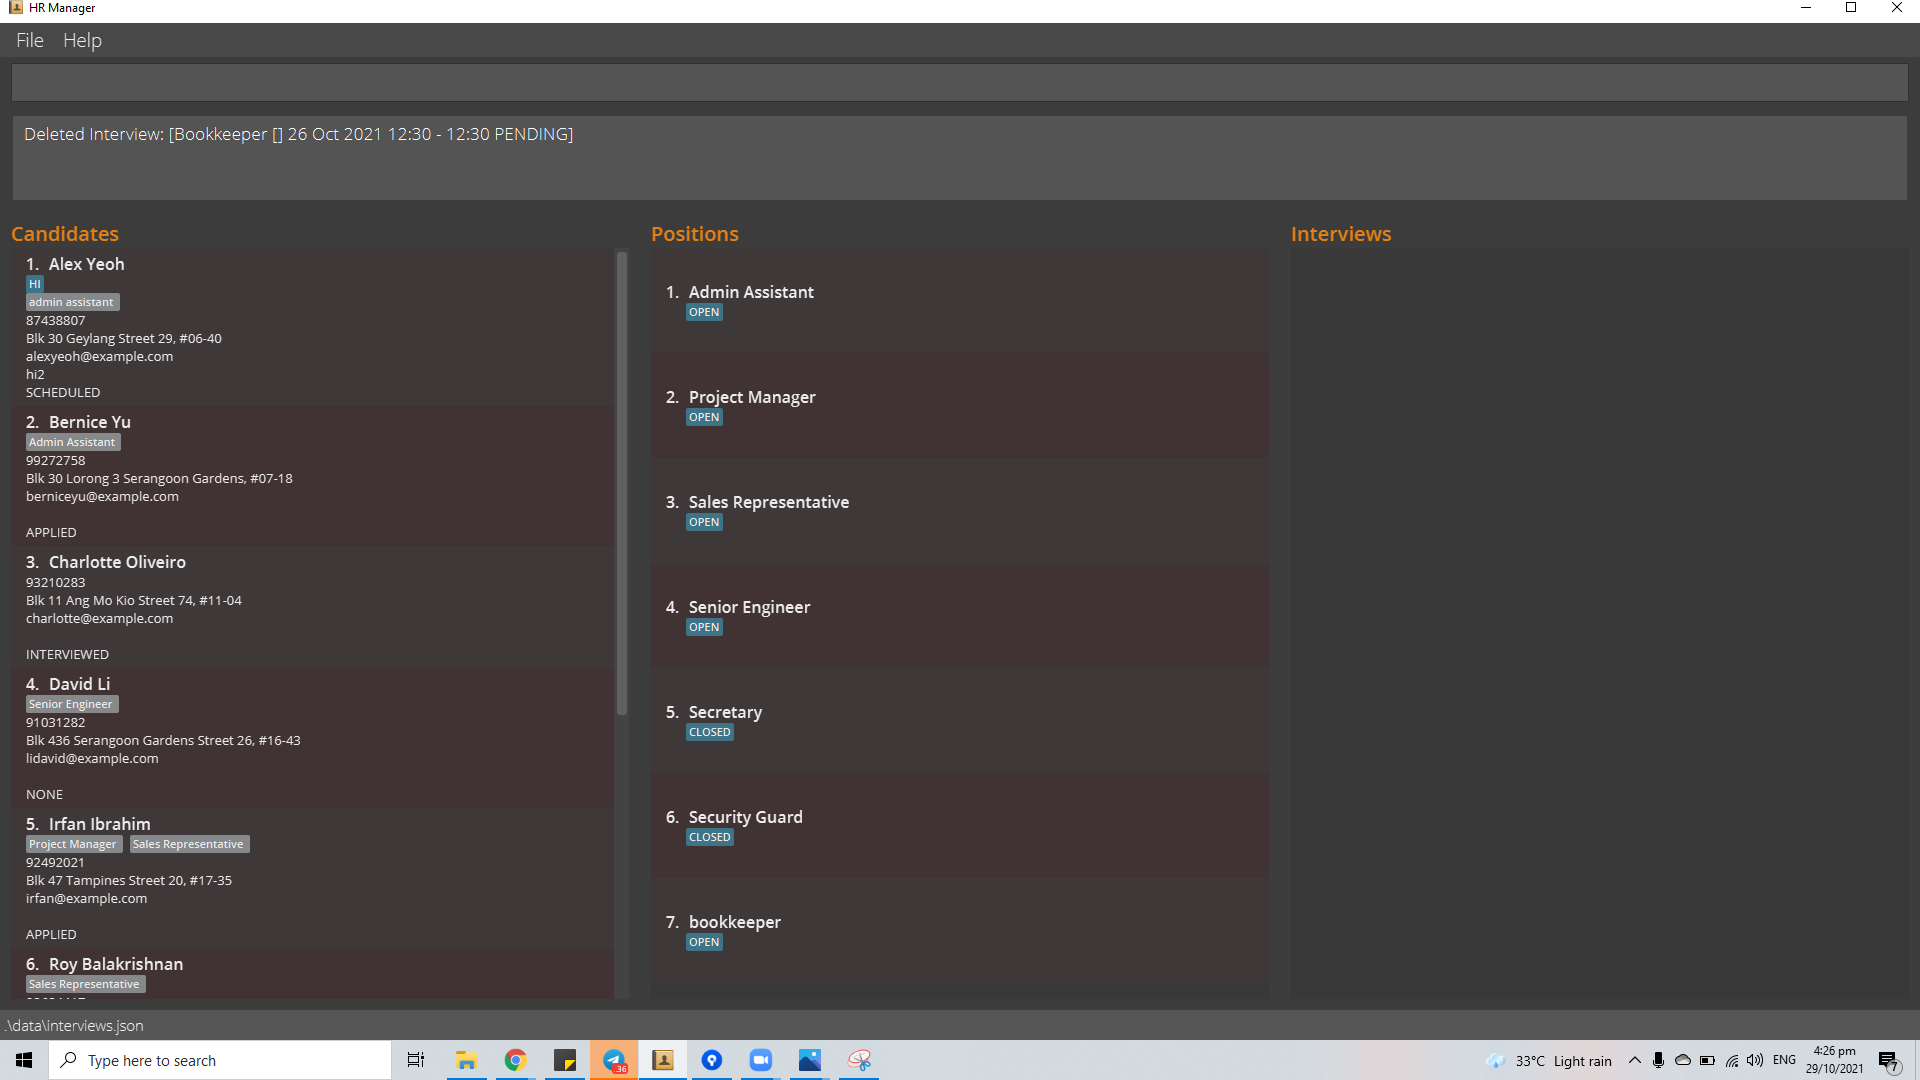 HR Manager
File Help
Deleted Interview: [Bookkeeper [] 26 Oct 2021 12:30 - 12:30 PENDING]
Candidates
1. Alex Yeoh
HI
admin assistant
87438807
Blk 30 Geylang Street 29, #06-40
alexyeoh@example.com
hi2
SCHEDULED
2. Bernice Yu
Admin Assistant
99272758
Blk 30 Lorong 3 Serangoon Gardens, #07-18
berniceyu@example.com
APPLIED
3. Charlotte Oliveiro
93210283
Blk 11 Ang Mo Kio Street 74, #11-04
charlotte@example.com
INTERVIEWED
4. David Li
Senior Engineer
91031282
Blk 436 Serangoon Gardens Street 26, #16-43
lidavid@example.com
NONE
5. Irfan Ibrahim
Project Manager Sales Representative
92492021
Blk 47 Tampines Street 20, #17-35
irfan@example.com
APPLIED
6. Roy Balakrishnan
Sales Representative
Positions
1. Admin Assistant
OPEN
2. Project Manager
OPEN
3. Sales Representative
OPEN
4. Senior Engineer
OPEN
5. Secretary
CLOSED
6. Security Guard
CLOSED
7. bookkeeper
OPEN
Interviews
.\data\interviews.json
Type here to search
36
33°C Light rain
ENG
4:26 pm
29/10/2021
7